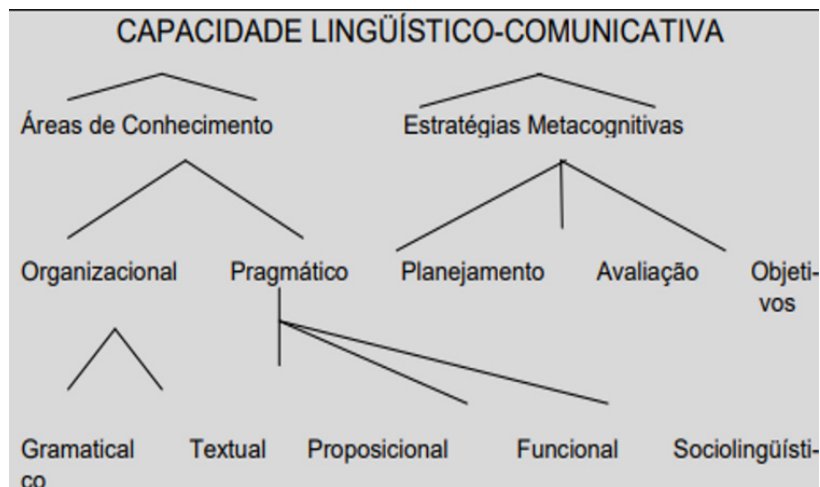 CAPACIDADE LINGÜÍSTICO-COMUNICATIVA
Áreas de Conhecimento Estratégias Metacognitivas
Organizacional Pragmático Planejamento Avaliação Objeti-
vos
Gramatical Textual Proposicional Funcional Sociolingüísti-
co